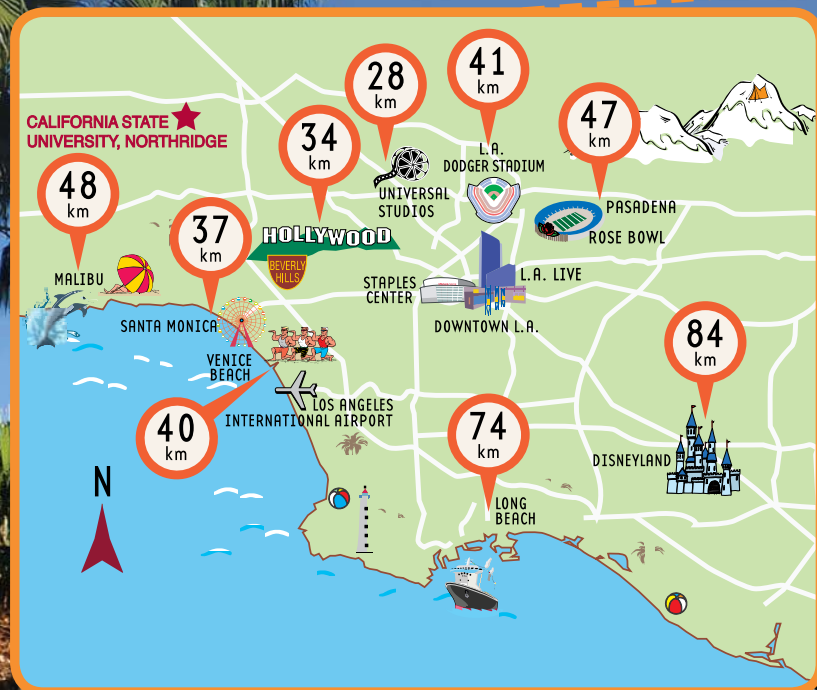 CALIFORNIA STATE
UNIVERSITY, NORTHRIDGE
28
km
41
km
47
km
34
km
48
km
37
km
L.A.
DODGER STADIUM
UNIVERSAL
STUDIOS
PASADENA
ROSE BOWL
HOLLYWOOD
BEVERLY
HILLS
MALIBU
STAPLES
CENTER
L.A. LIVE
DOWNTOWN L.A.
SANTA MONICA
VENICE
BEACH
84
km
40
km
LOS ANGELES
INTERNATIONAL AIRPORT
74
km
DISNEYLAND
LONG
BEACH
N